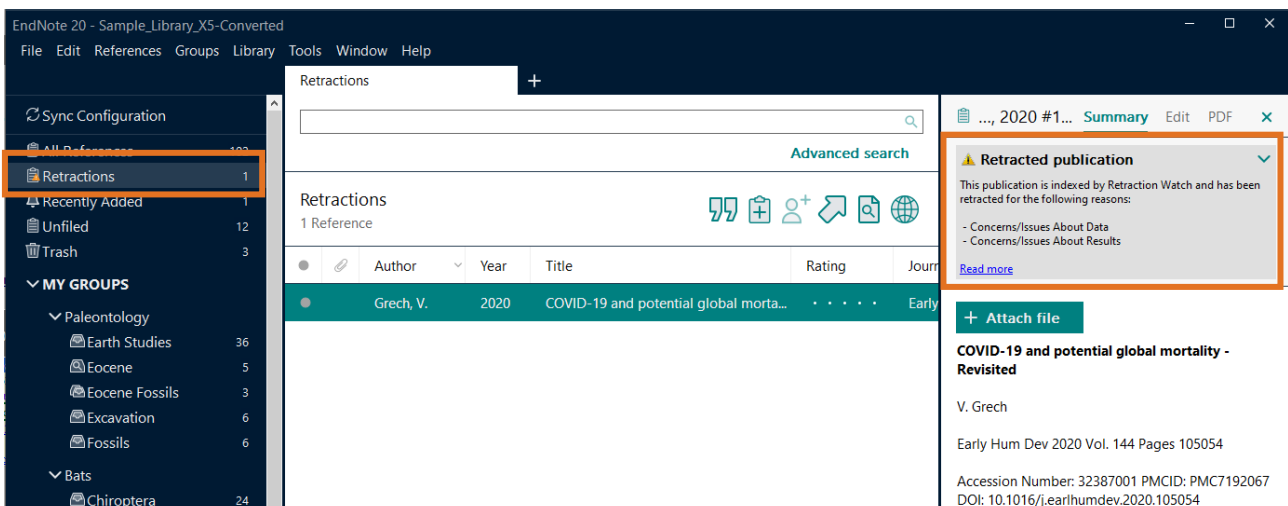 EndNote 20 - Sample_Library_X5-Converted
File Edit References Groups Library Tools Window Help
Retractions
Sync Configuration
All References 102
Retractions 1
Recently Added 1
Unfiled 12
Trash 3
MY GROUPS
Paleontology
Earth Studies 36
Eocene 5
Eocene Fossils 3
Excavation 6
Fossils 6
Bats
Chiroptera 24
Advanced search
Retractions
1 Reference
Author Year Title Rating Journ
Grech, V. 2020 COVID-19 and potential global morta... Early
..., 2020 #1... Summary Edit PDF
Retracted publication
This publication is indexed by Retraction Watch and has been
retracted for the following reasons:
- Concerns/Issues About Data
- Concerns/Issues About Results
Read more
+ Attach file
COVID-19 and potential global mortality -
Revisited
V. Grech
Early Hum Dev 2020 Vol. 144 Pages 105054
Accession Number: 32387001 PMCID: PMC7192067
DOI: 10.1016/j.earlhumdev.2020.105054